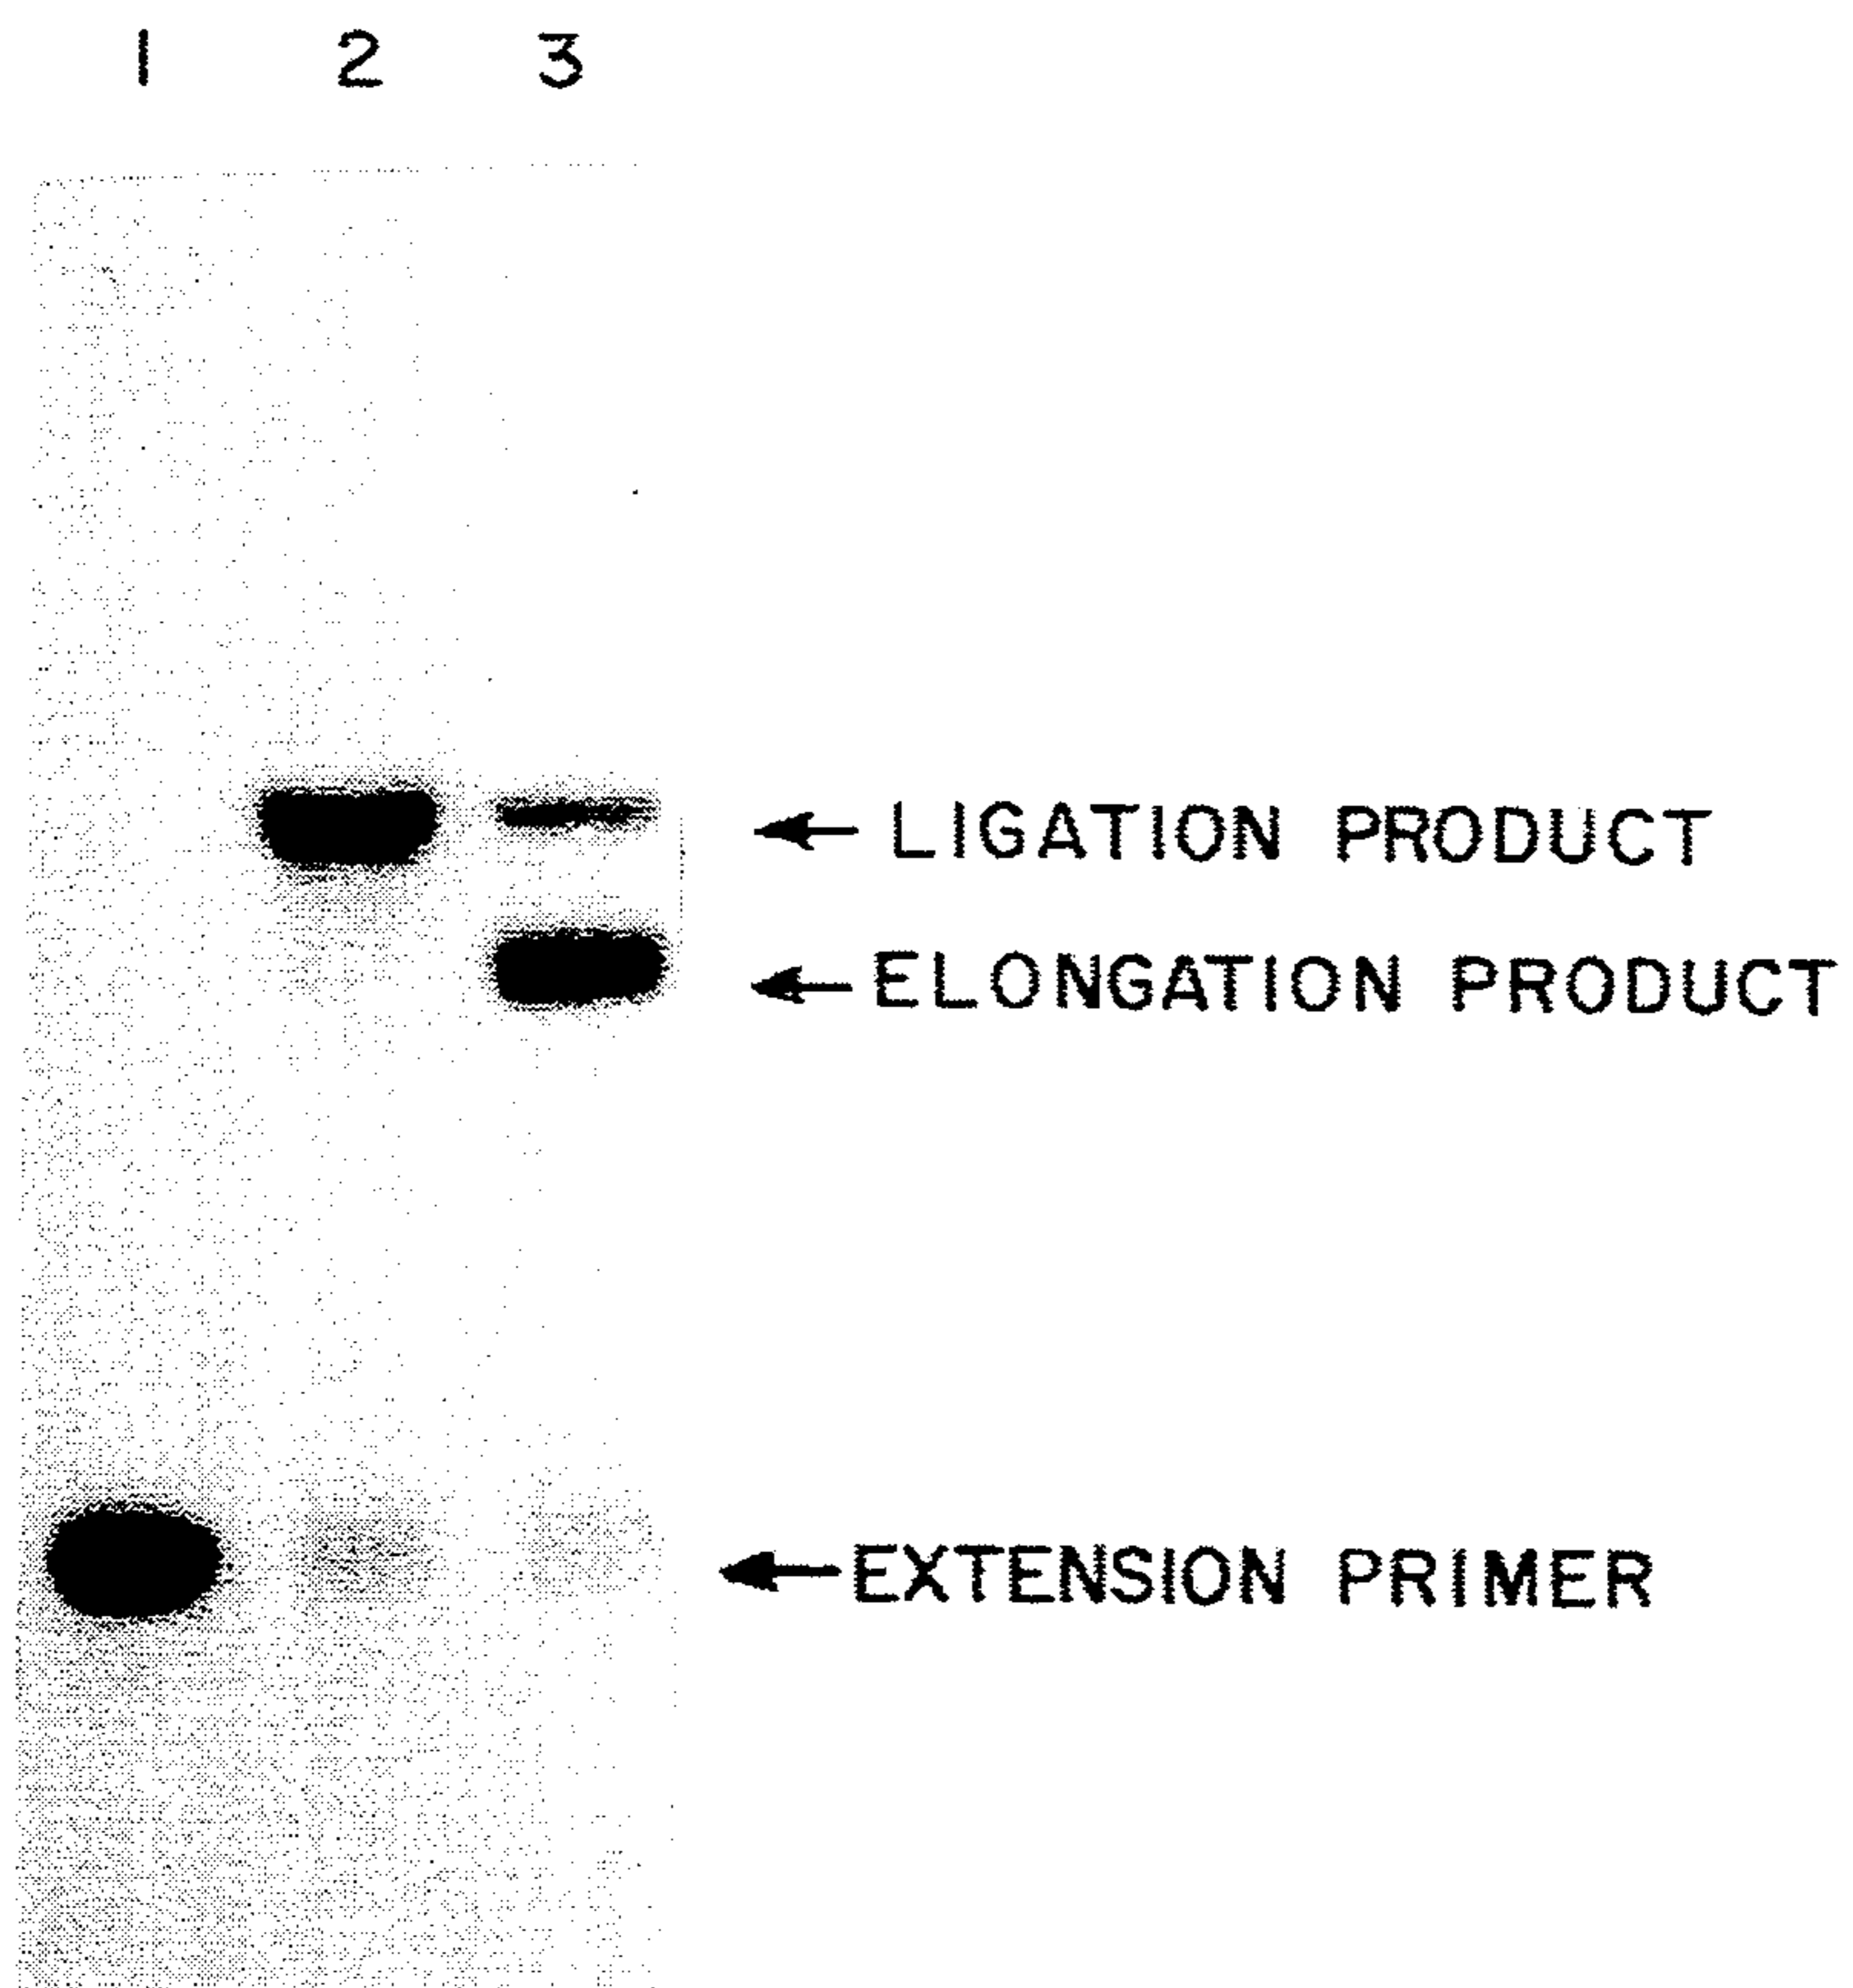 1 2 3
LIGATION PRODUCT
ELONGATION PRODUCT
EXTENSION PRIMER